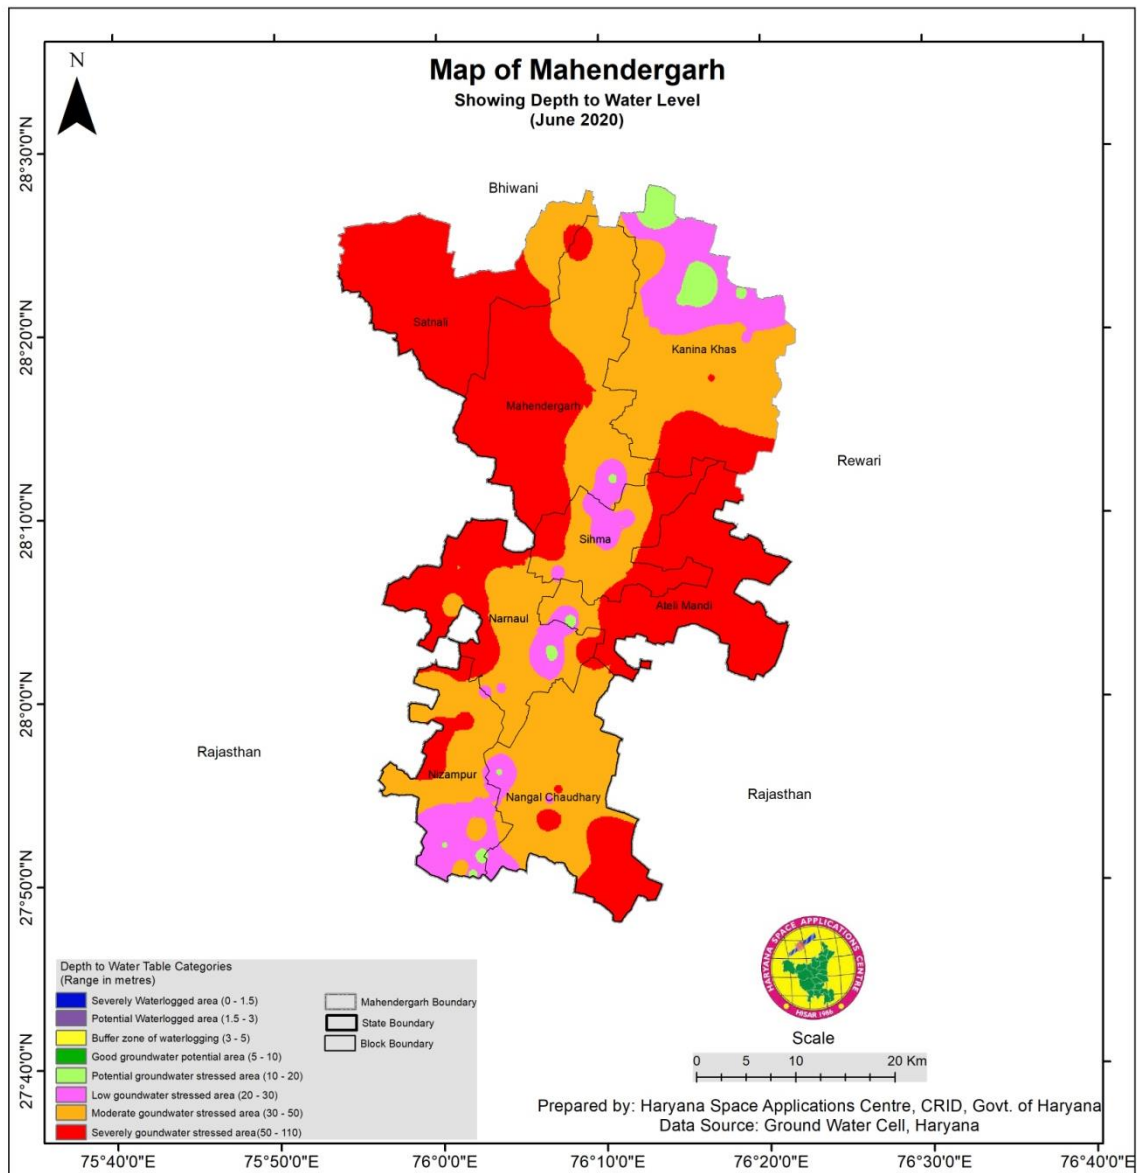 Map of Mahendergarh
Showing Depth to Water Level
(June 2020)
N
28°30'0"N
28°20'0"N
28°10'0"N
28°0'0"N
27°50'0"N
27°40'0"N
Bhiwani
Satnali
Kanina Khas
Mahendergarh
Rewari
Sihma
Ateli Mandi
Narnaul
Rajasthan
Nizampur
Nangal Chaudhary
Rajasthan
Depth to Water Table Categories
(Range in metres)
Severely Waterlogged area (0 - 1.5)
Potential Waterlogged area (1.5 - 3)
Buffer zone of waterlogging (3 - 5)
Good groundwater potential area (5 - 10)
Potential groundwater stressed area (10 - 20)
Low goundwater stressed area (20 - 30)
Moderate goundwater stressed area (30 - 50)
Severely goundwater stressed area(50 - 110)
Mahendergarh Boundary
State Boundary
Block Boundary
HARYANA SPACE APPLICATIONS CENTRE
HISAR 1986
Scale
0 5 10 20 Km
Prepared by: Haryana Space Applications Centre, CRID, Govt. of Haryana
Data Source: Ground Water Cell, Haryana
75°40'0"E 75°50'0"E 76°0'0"E 76°10'0"E 76°20'0"E 76°30'0"E 76°40'0"E